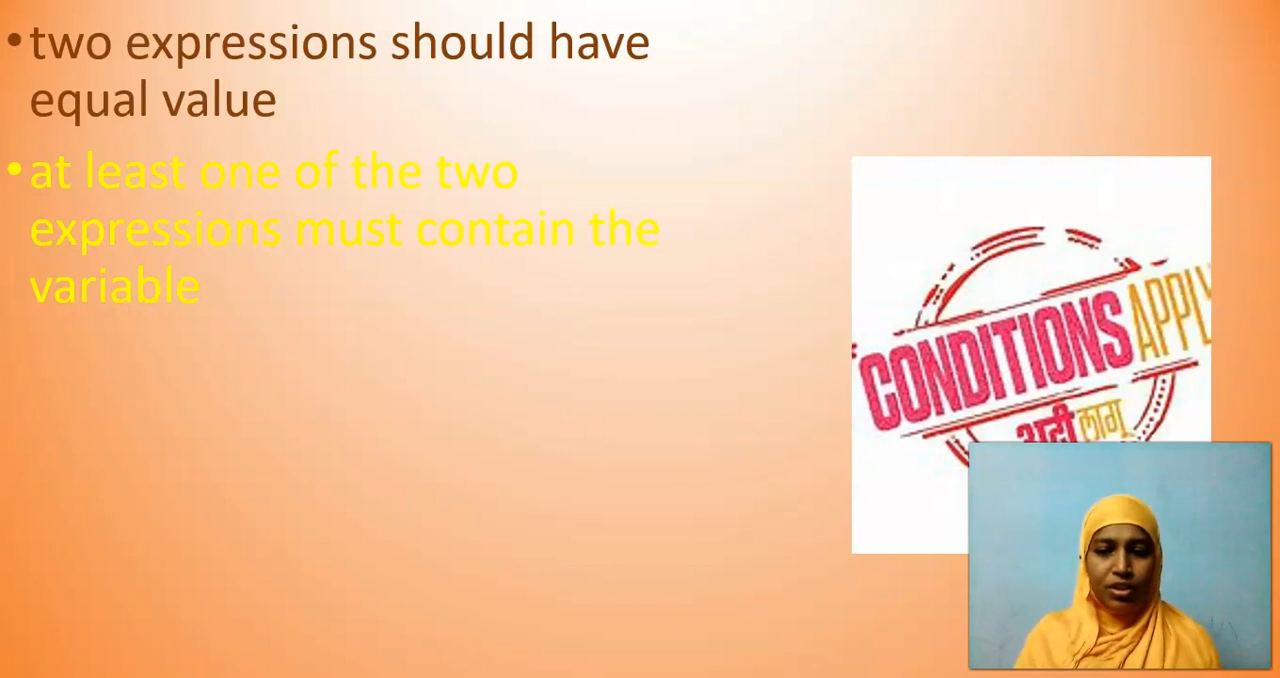 •two expressions should have
equal value
•at least one of the two
expressions must contain the
variable
*CONDITIONS APPLY
अटी लागू